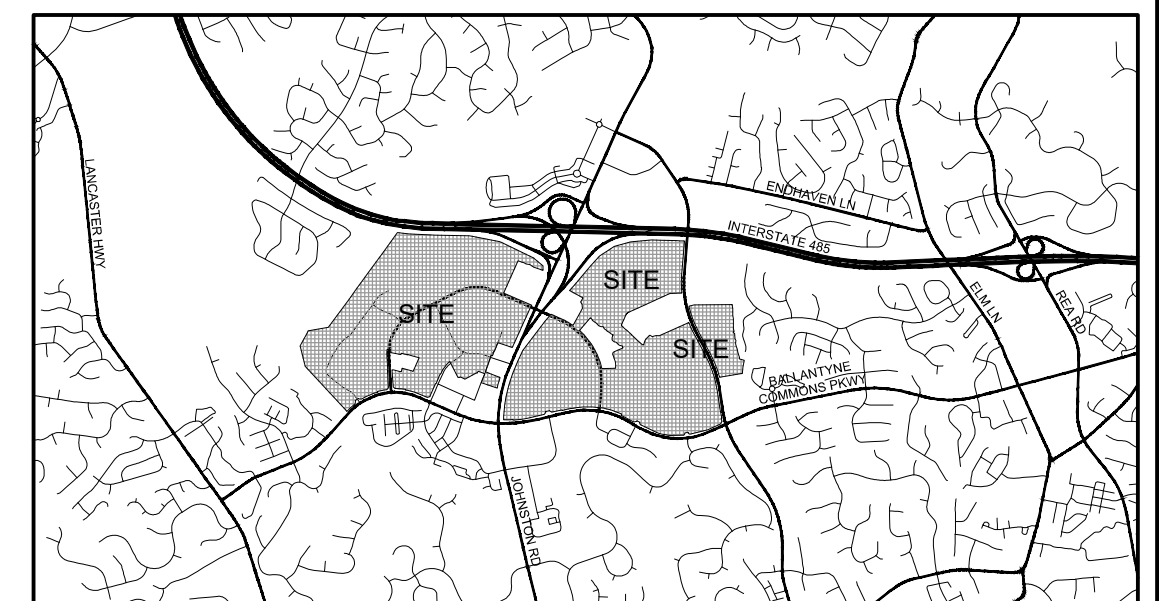 LANCASTER HWY
ENDHAVEN LN
INTERSTATE 485
SITE
SITE
SITE
ELM LN
REA RD
BALLANTYNE
COMMONS PKWY
JOHNSTON RD